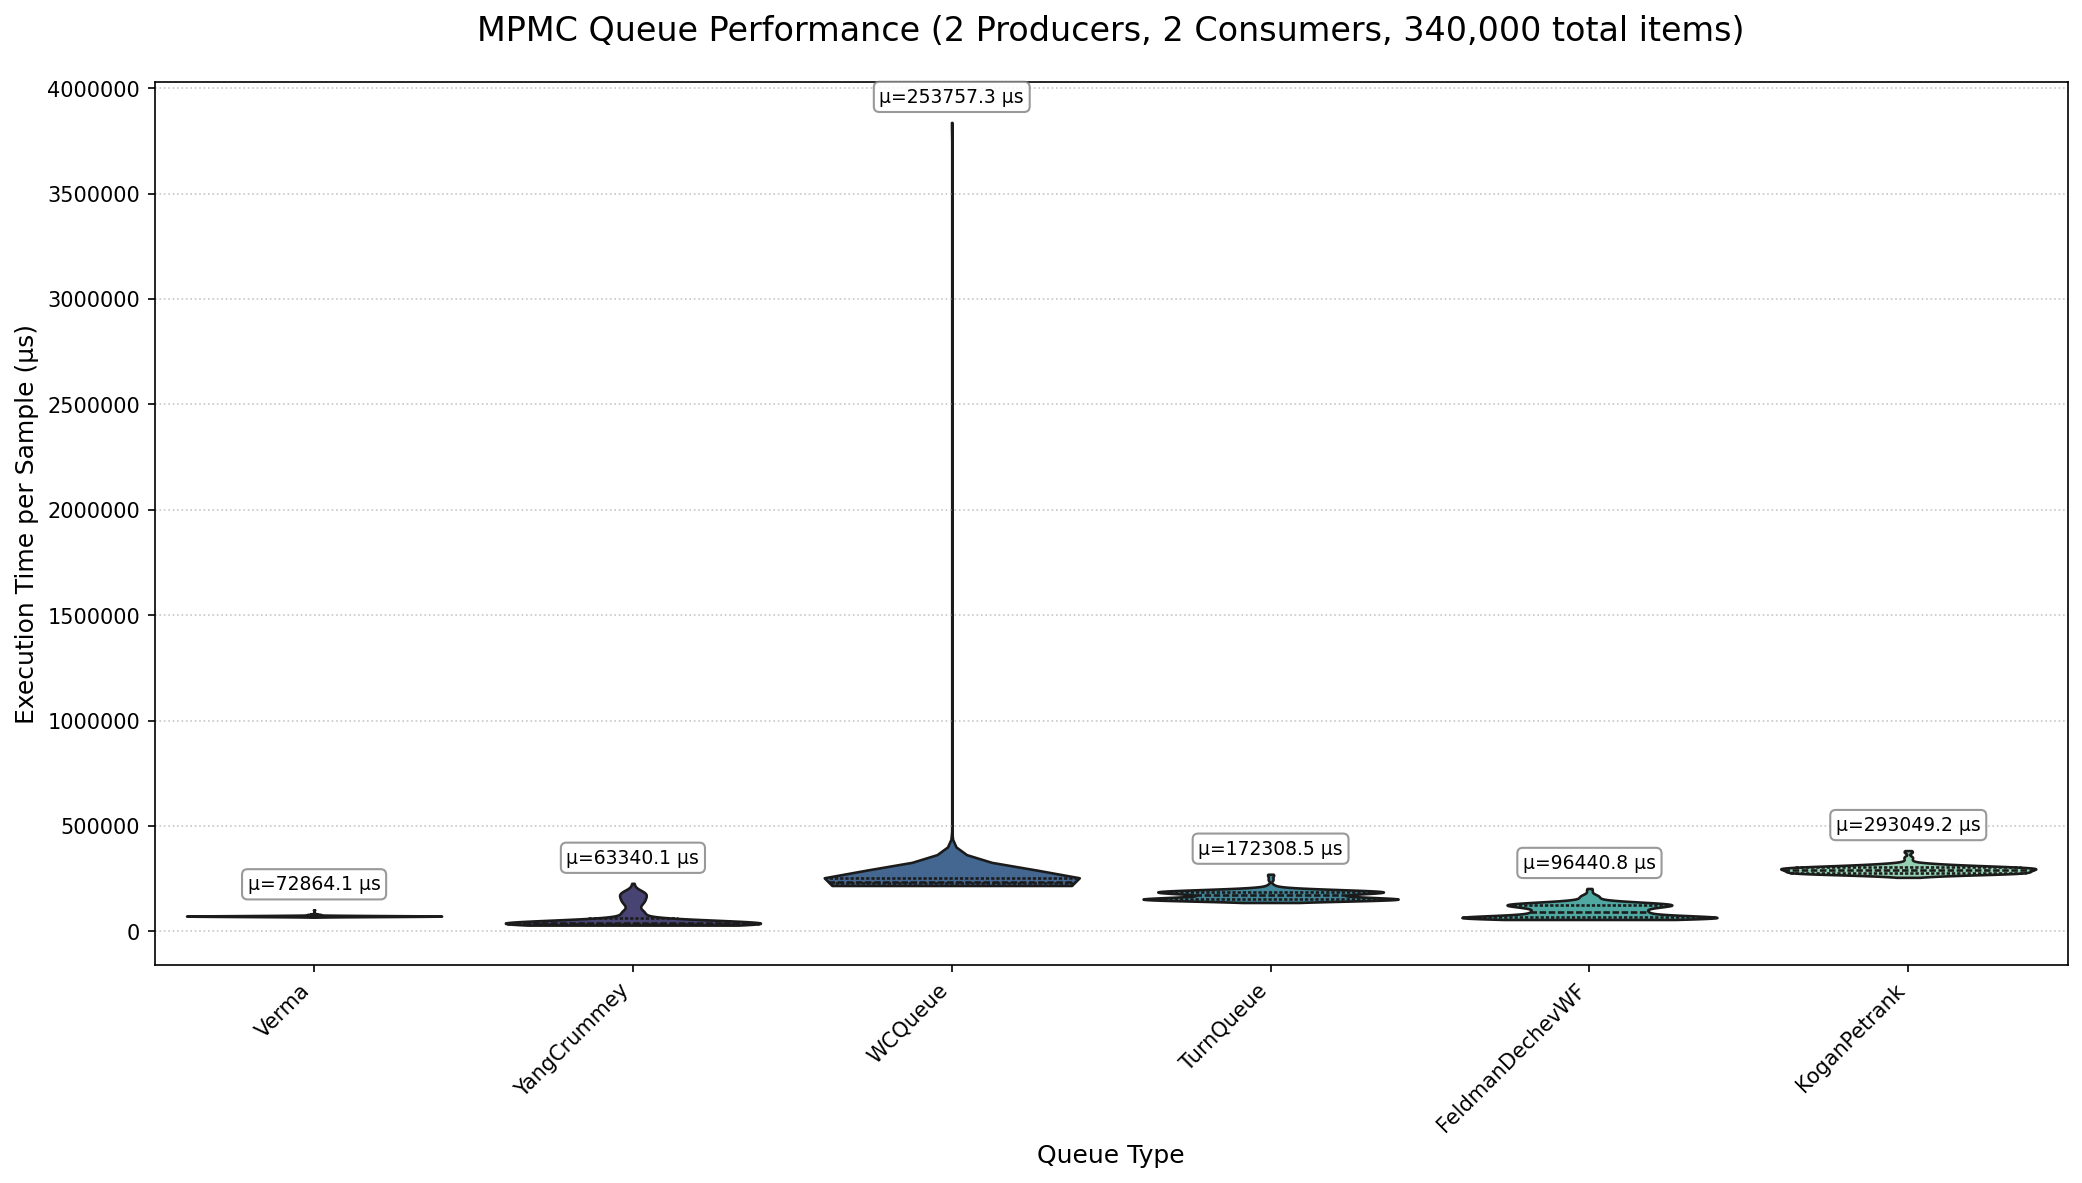 MPMC Queue Performance (2 Producers, 2 Consumers, 340,000 total items)
Execution Time per Sample (µs)
4000000
3500000
3000000
2500000
2000000
1500000
1000000
500000
0
µ=72864.1 µs
µ=63340.1 µs
µ=253757.3 µs
µ=172308.5 µs
µ=96440.8 µs
µ=293049.2 µs
Verma
YangCrummey
WCQueue
TurnQueue
FeldmanDechevWF
KoganPetrank
Queue Type